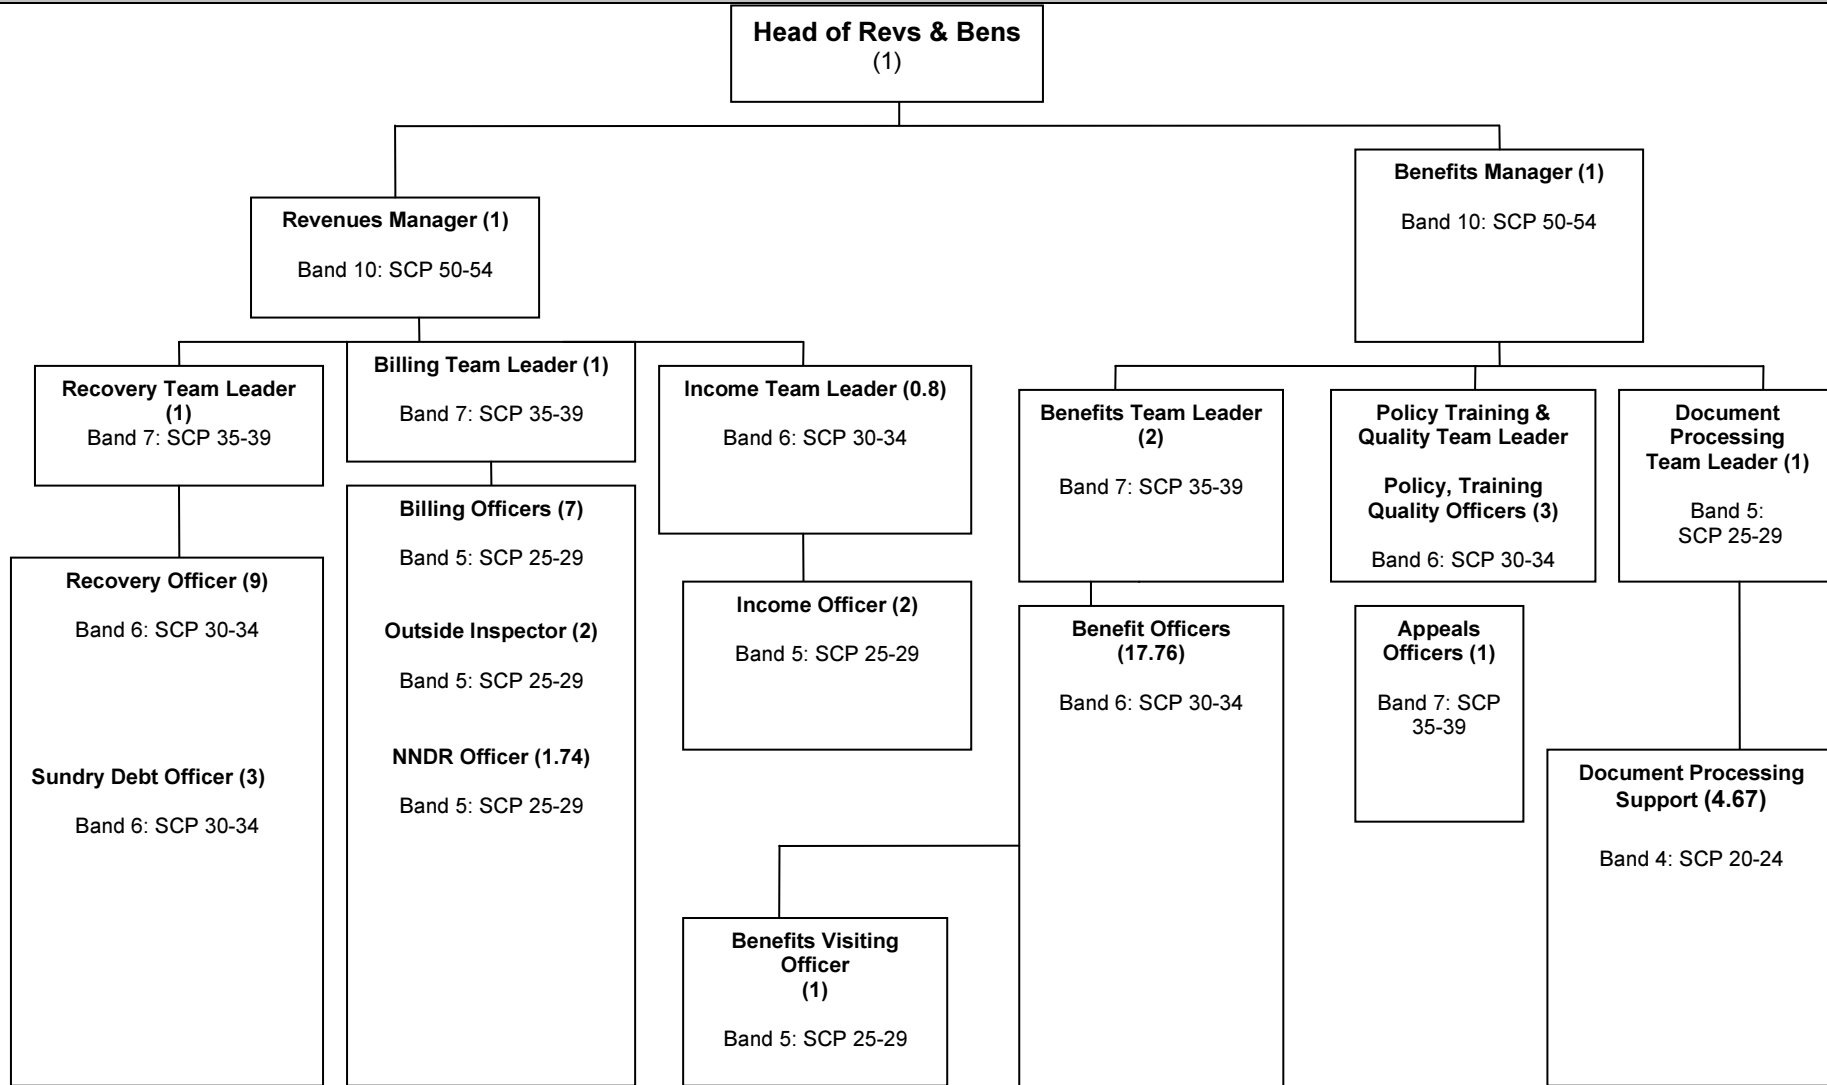 Head of Revs & Bens
(1)
Benefits Manager (1)
Band 10: SCP 50-54
Revenues Manager (1)
Band 10: SCP 50-54
Recovery Team Leader
(1)
Band 7: SCP 35-39
Billing Team Leader (1)
Band 7: SCP 35-39
Income Team Leader (0.8)
Band 6: SCP 30-34
Benefits Team Leader
(2)
Band 7: SCP 35-39
Policy Training &
Quality Team Leader
Policy, Training
Quality Officers (3)
Band 6: SCP 30-34
Document
Processing
Team Leader (1)
Band 5:
SCP 25-29
Recovery Officer (9)
Band 6: SCP 30-34
Sundry Debt Officer (3)
Band 6: SCP 30-34
Billing Officers (7)
Band 5: SCP 25-29
Outside Inspector (2)
Band 5: SCP 25-29
NNDR Officer (1.74)
Band 5: SCP 25-29
Income Officer (2)
Band 5: SCP 25-29
Benefit Officers
(17.76)
Band 6: SCP 30-34
Appeals
Officers (1)
Band 7: SCP
35-39
Document Processing
Support (4.67)
Band 4: SCP 20-24
Benefits Visiting
Officer
(1)
Band 5: SCP 25-29